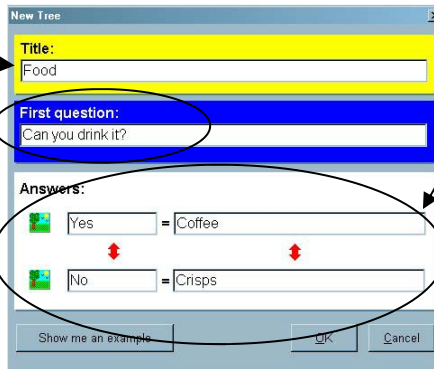 New Tree
Title:
Food
First question:
Can you drink it?
Answers:
Yes = Coffee
No = Crisps
Show me an example OK Cancel